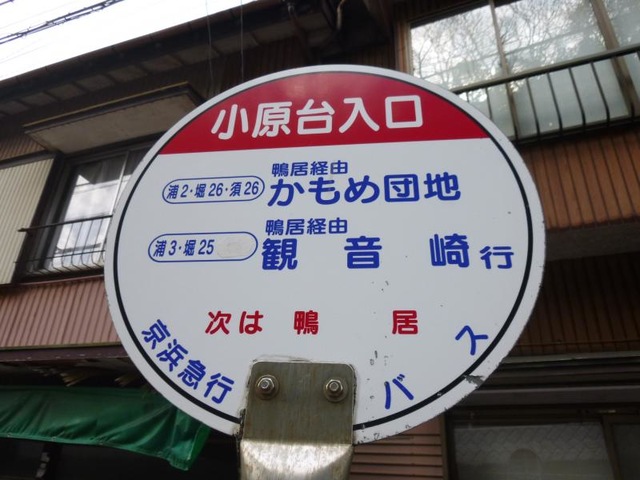 小原台入口
鴨居経由
浦2・堀26・須26 かもめ団地
鴨居経由
浦3・堀25 観音崎行
次は 鴨居
京浜急行バス